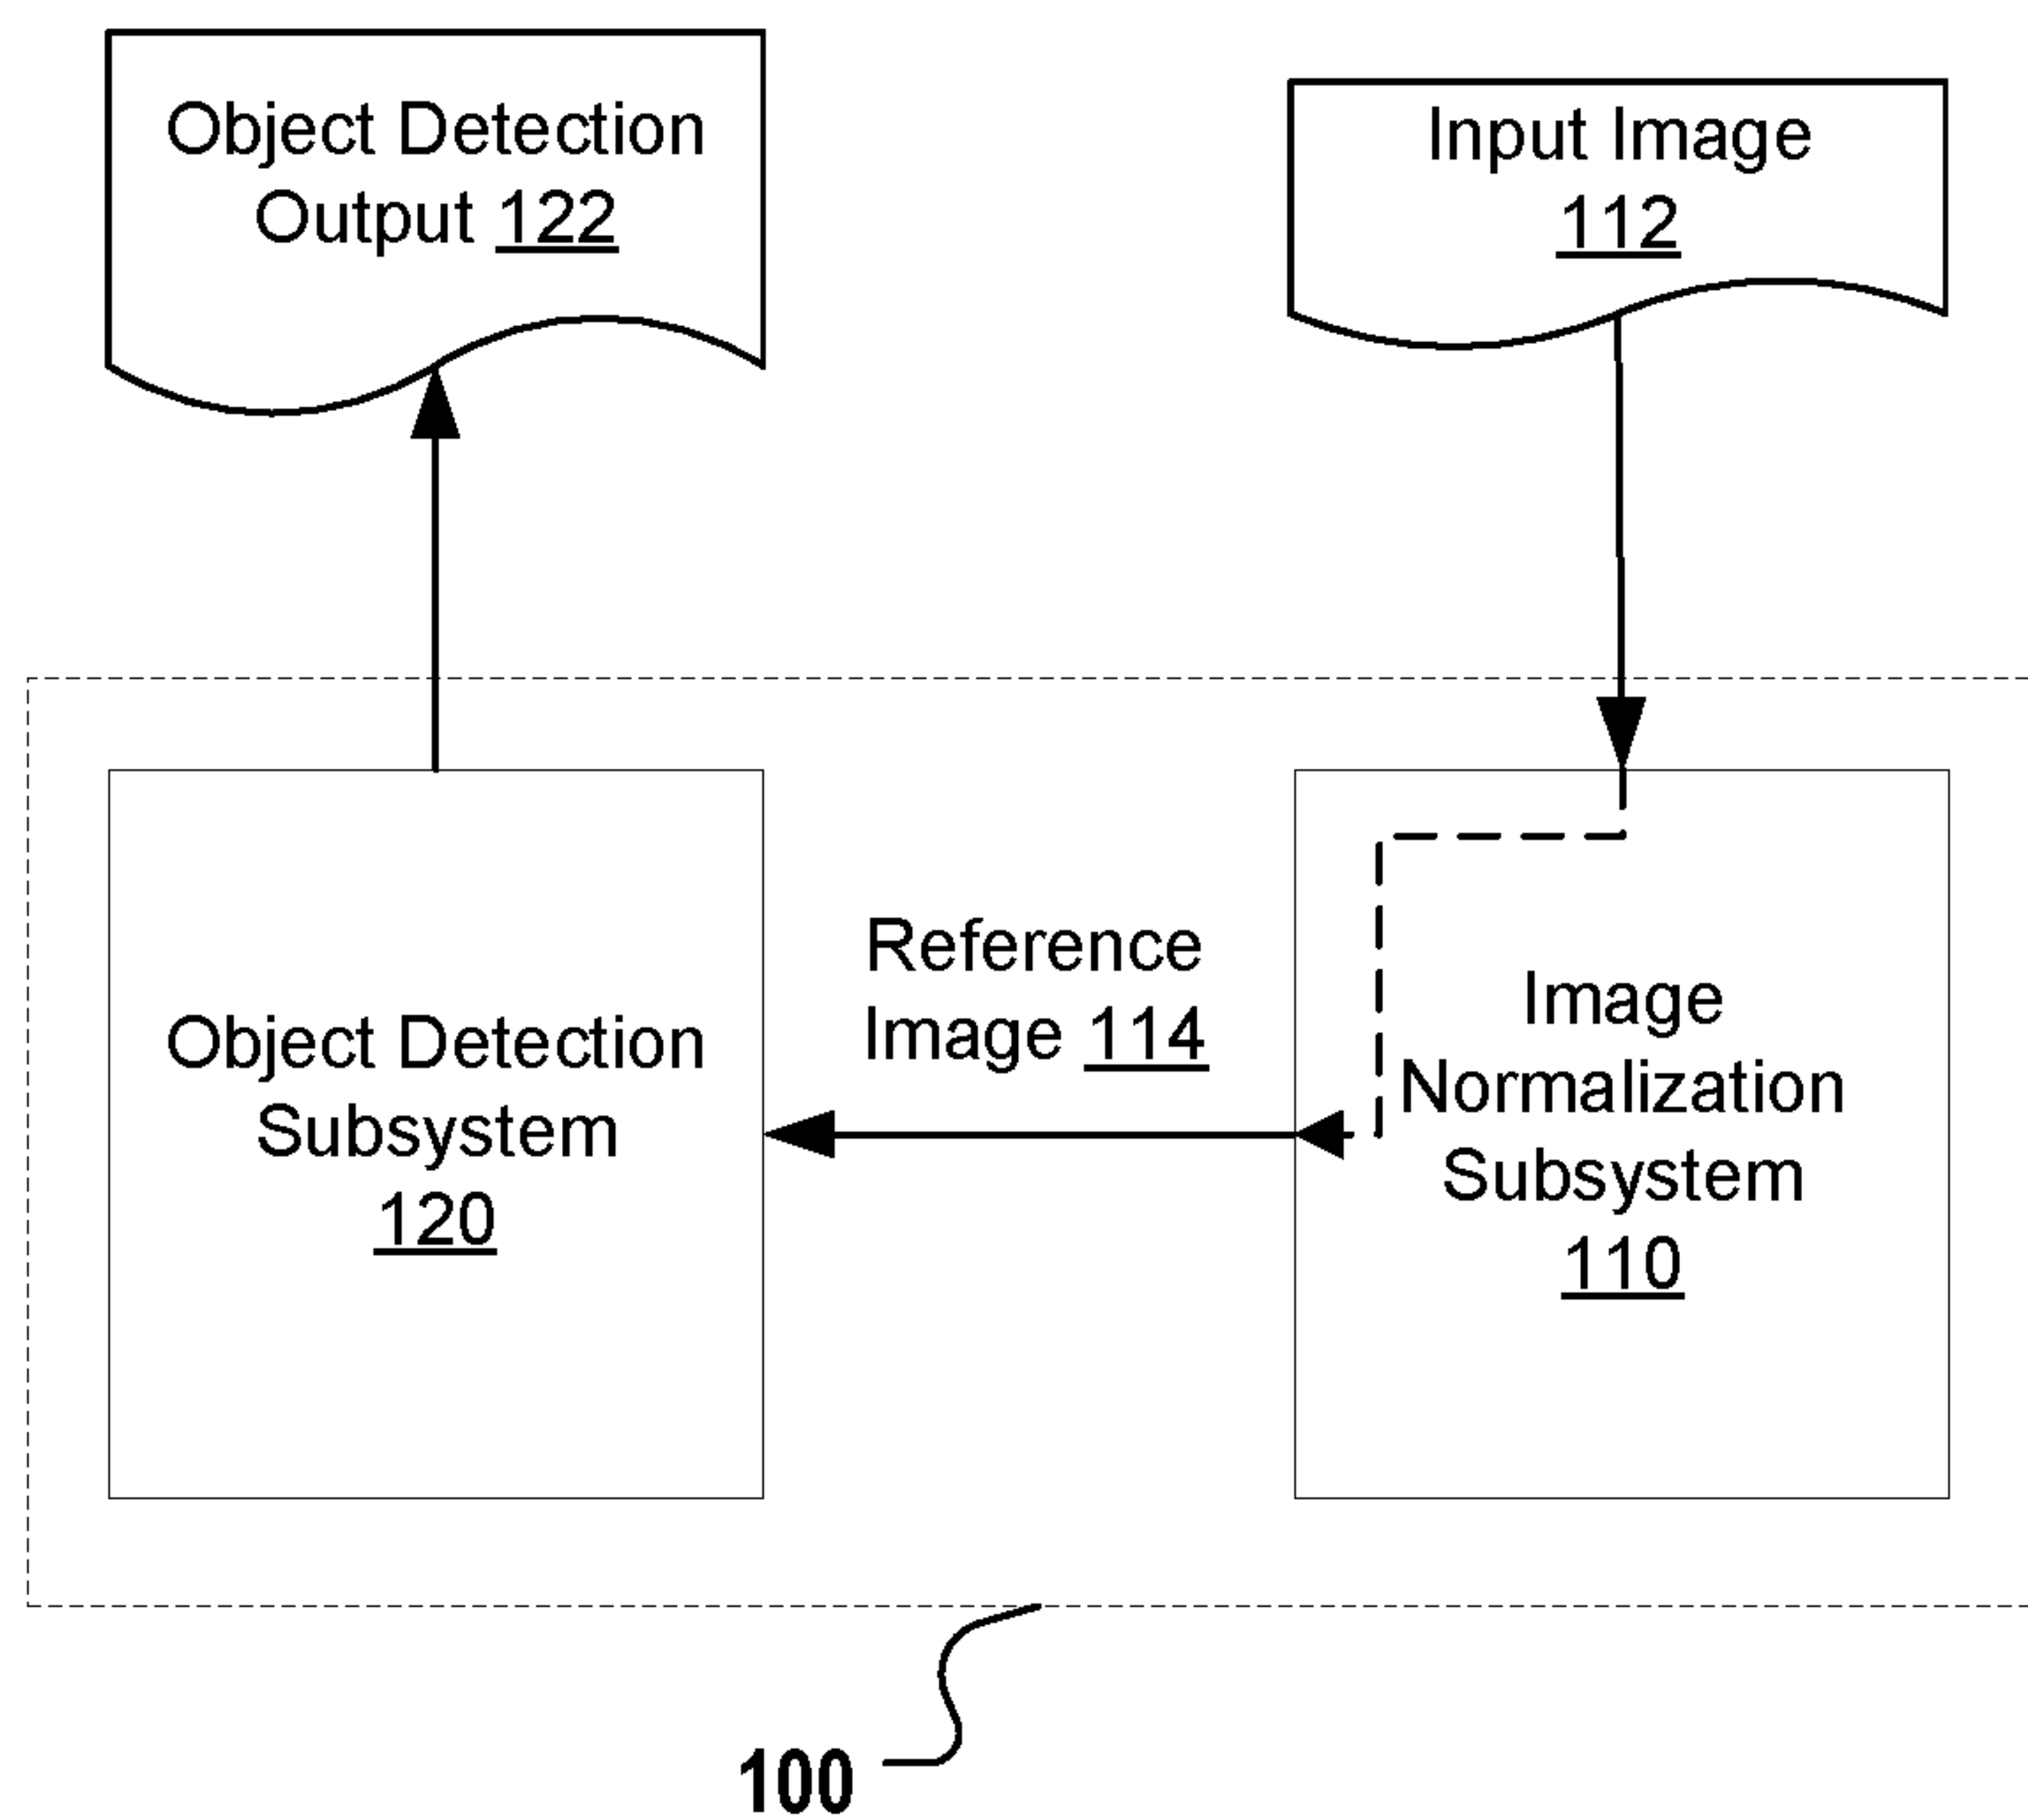 Object Detection
Output 122
Input Image
112
Object Detection
Subsystem
120
Reference
Image 114
Image
Normalization
Subsystem
110
100